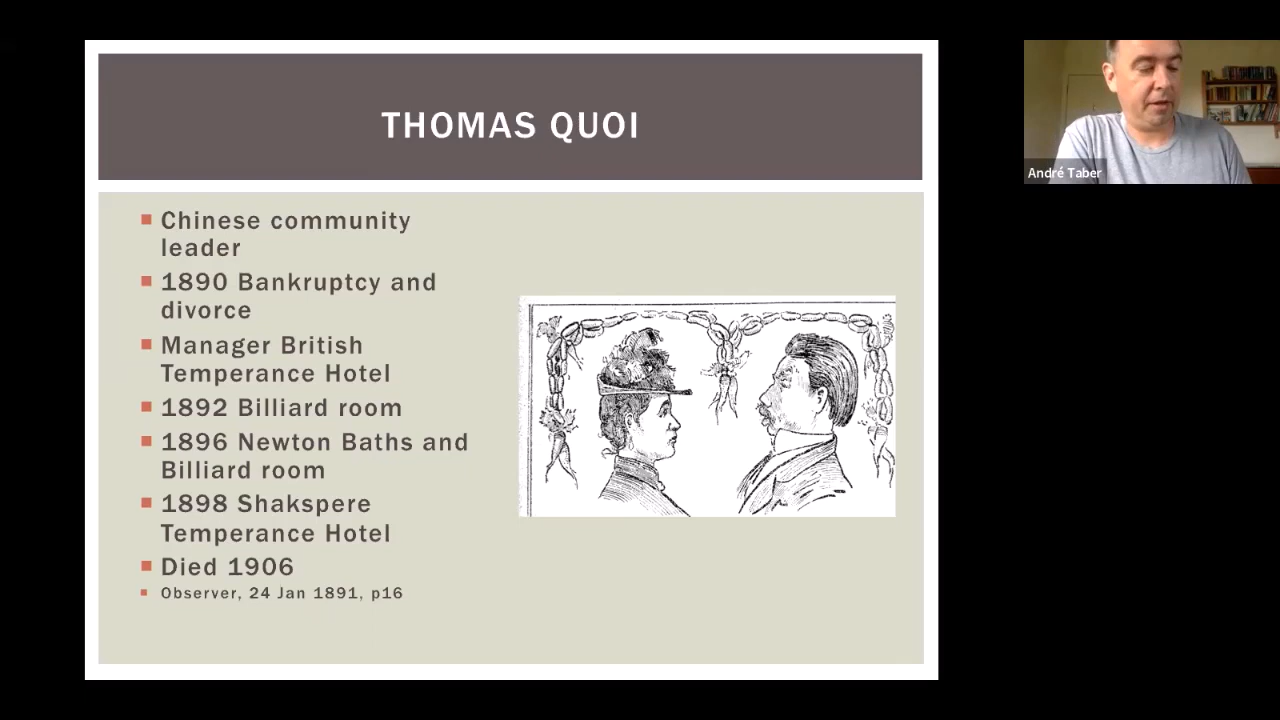 THOMAS QUOI
Chinese community
leader
1890 Bankruptcy and
divorce
Manager British
Temperance Hotel
1892 Billiard room
1896 Newton Baths and
Billiard room
1898 Shakspere
Temperance Hotel
Died 1906
Observer, 24 Jan 1891, p16
André Taber